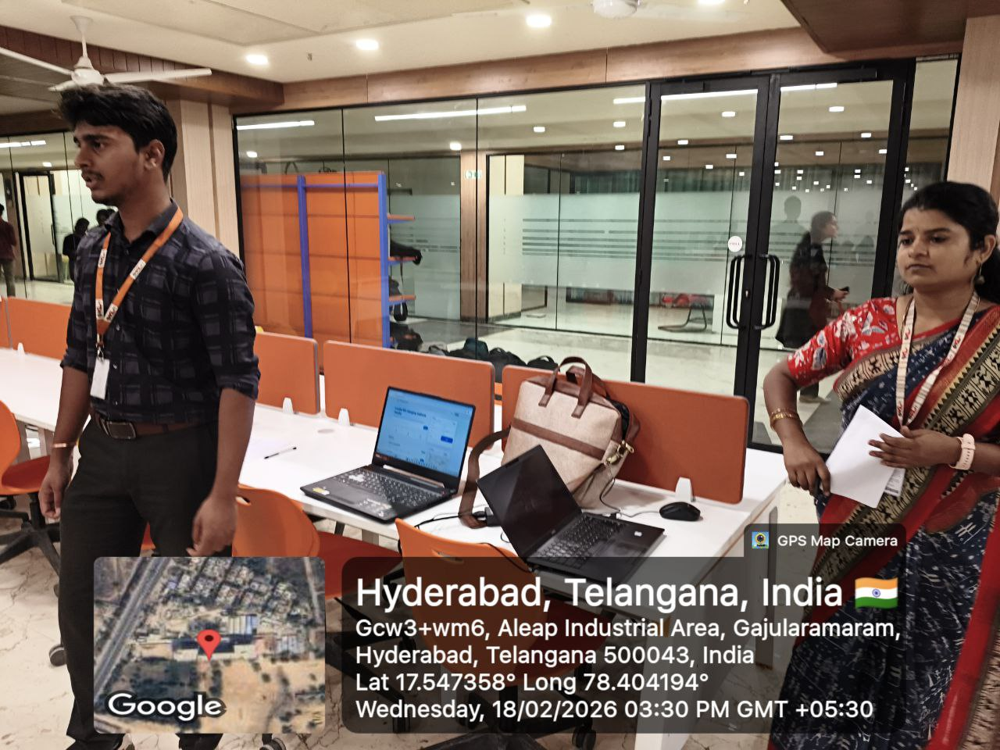 GPS Map Camera
Hyderabad, Telangana, India 🇮🇳
Gcw3+wm6, Aleap Industrial Area, Gajularamaram,
Hyderabad, Telangana 500043, India
Lat 17.547358° Long 78.404194°
Wednesday, 18/02/2026 03:30 PM GMT +05:30
Google